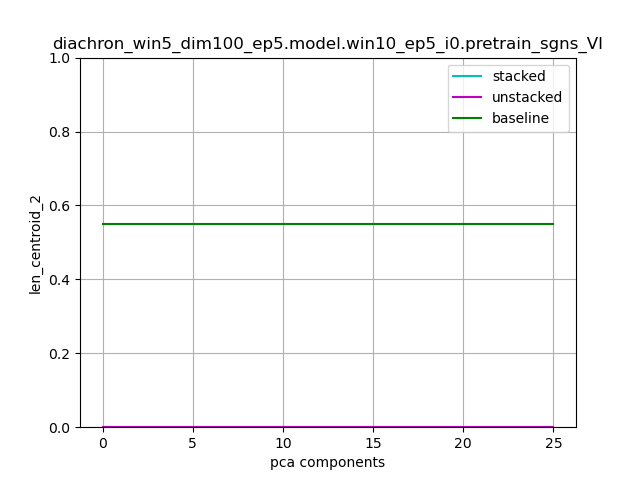 diachron_win5_dim100_ep5.model.win10_ep5_i0.pretrain_sgns_VI
1.0
0.8
0.6
0.4
0.2
0.0
len_centroid_2
stacked
unstacked
baseline
0 5 10 15 20 25
pca components